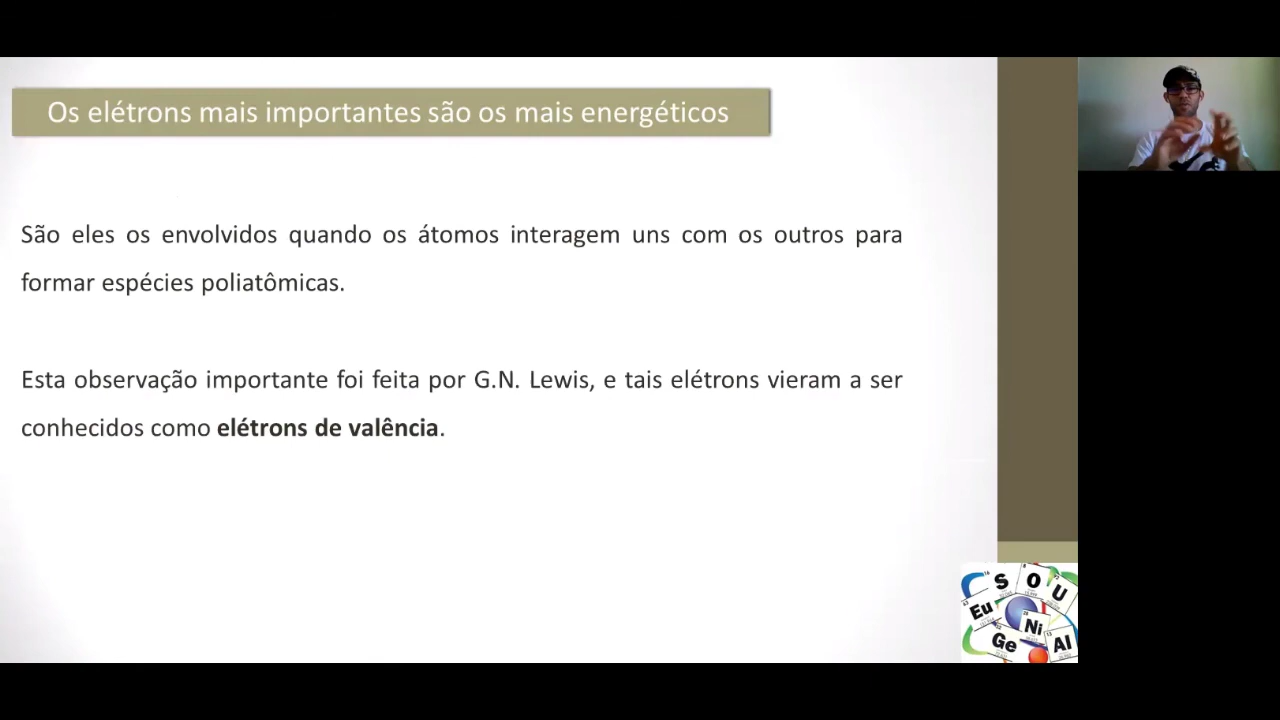 Os elétrons mais importantes são os mais energéticos
São eles os envolvidos quando os átomos interagem uns com os outros para
formar espécies poliatômicas.
Esta observação importante foi feita por G.N. Lewis, e tais elétrons vieram a ser
conhecidos como elétrons de valência.
S O U
Eu
Ni
Ge Al